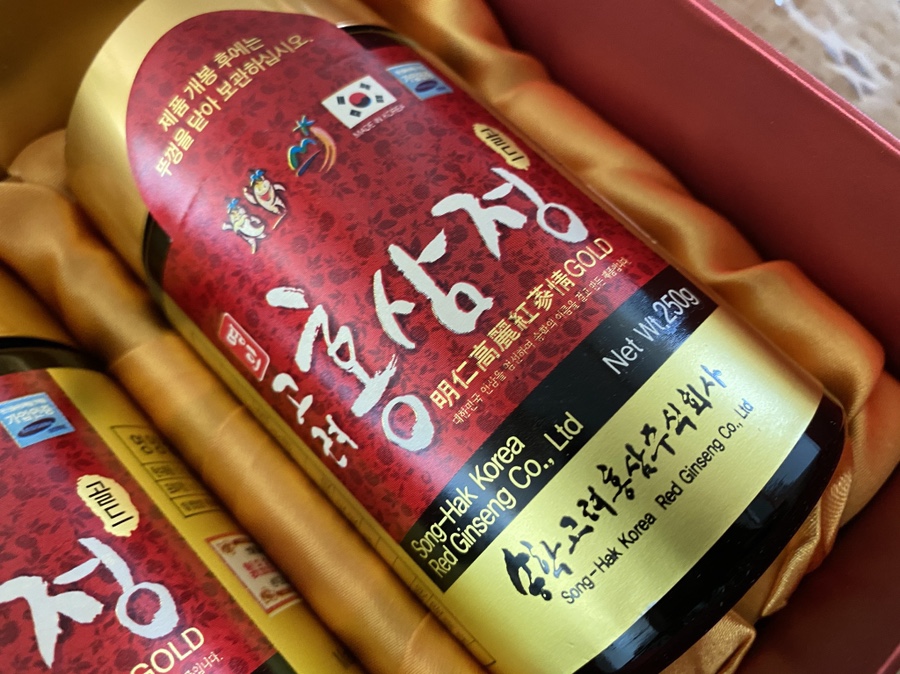 제품 개봉 후에는
뚜껑을 닫아 보관하십시오.
MADE IN KOREA
골드
명인
고려
홍삼정
明仁高麗紅蔘情GOLD
Net Wt.250g
Song-Hak Korea
Red Ginseng Co., Ltd
송학고려홍삼주식회사
Song-Hak Korea Red Ginseng Co., Ltd
골드
정
GOLD